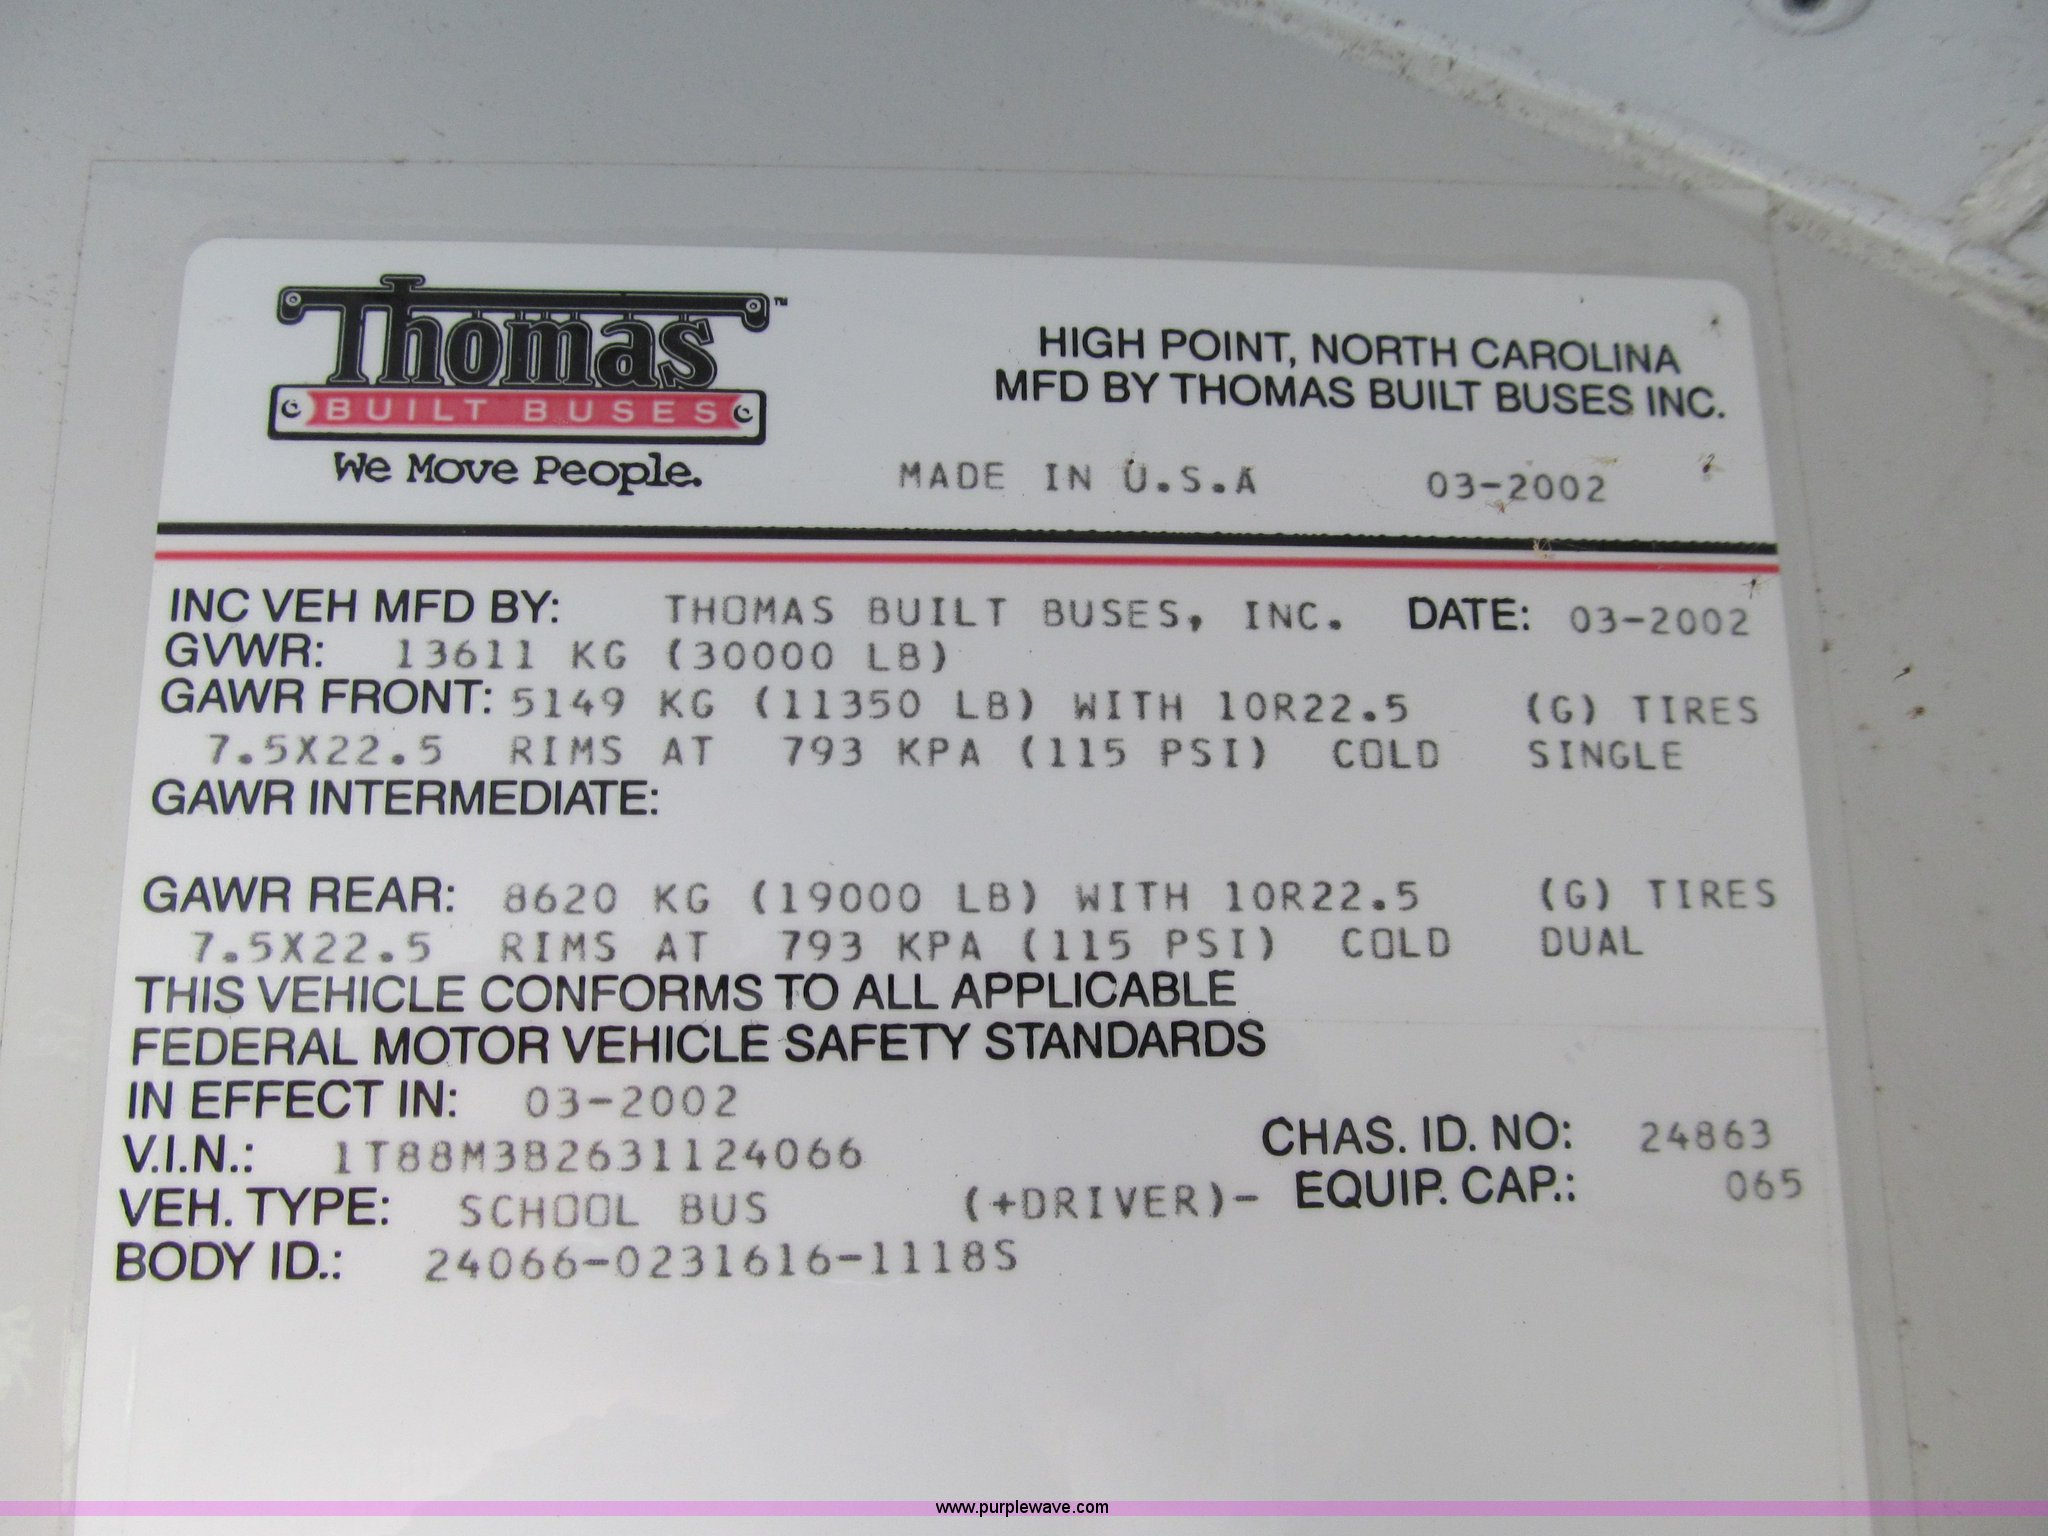 Thomas™
BUILT BUSES
We Move People.
HIGH POINT, NORTH CAROLINA
MFD BY THOMAS BUILT BUSES INC.
MADE IN U.S.A 03-2002
INC VEH MFD BY: THOMAS BUILT BUSES, INC. DATE: 03-2002
GVWR: 13611 KG (30000 LB)
GAWR FRONT: 5149 KG (11350 LB) WITH 10R22.5 (G) TIRES
7.5X22.5 RIMS AT 793 KPA (115 PSI) COLD SINGLE
GAWR INTERMEDIATE:
GAWR REAR: 8620 KG (19000 LB) WITH 10R22.5 (G) TIRES
7.5X22.5 RIMS AT 793 KPA (115 PSI) COLD DUAL
THIS VEHICLE CONFORMS TO ALL APPLICABLE
FEDERAL MOTOR VEHICLE SAFETY STANDARDS
IN EFFECT IN: 03-2002
V.I.N.: 1T88M3B2631124066 CHAS. ID. NO: 24863
VEH. TYPE: SCHOOL BUS (+DRIVER)- EQUIP. CAP.: 065
BODY ID.: 24066-0231616-1118S
www.purplewave.com